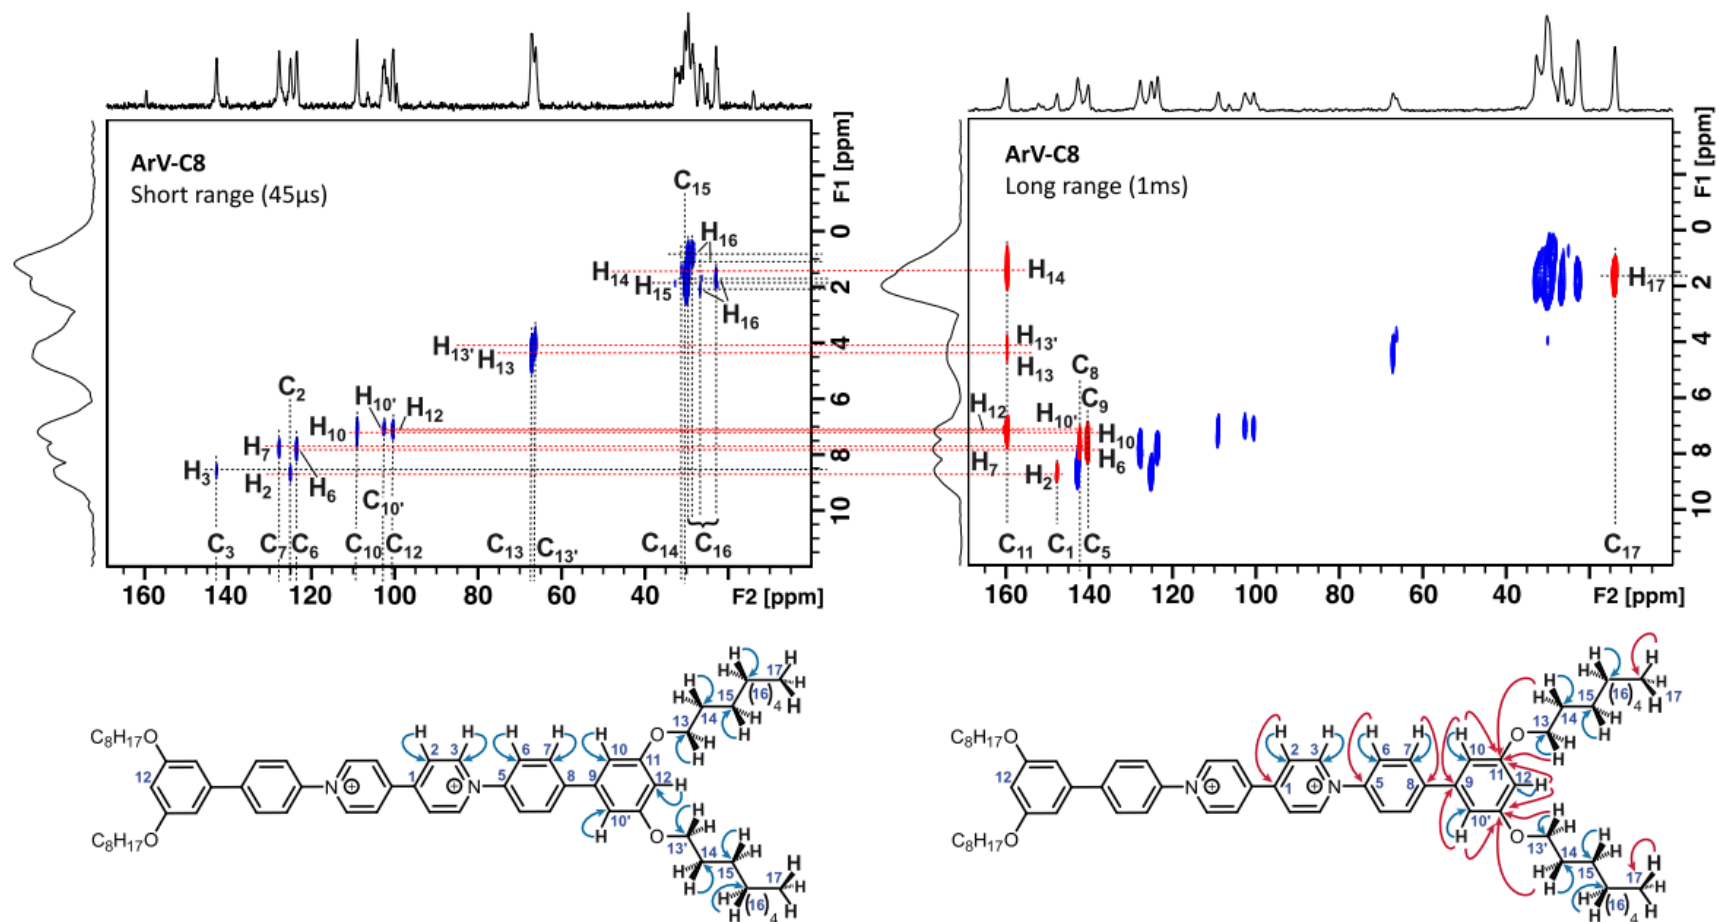 ArV-C8
Short range (45µs)
C15
H16
H14
H15
H16
H13'
H13
C2
H10'
H12
H10
H7
H3
H2
H6
C10'
C3
C7
C6
C10
C12
C13
C13'
C14
C16
F1 [ppm]
0
2
4
6
8
10
160
140
120
100
80
60
40
F2 [ppm]
ArV-C8
Long range (1ms)
H14
H17
H13'
H13
C8
C9
H12
H10'
H10
H7
H6
H2
C11
C1
C5
C17
F1 [ppm]
0
2
4
6
8
10
160
140
120
100
80
60
40
F2 [ppm]
C8H17
O
12
O
C8H17
N
+
1
H
2
H
3
+
N
5
H
6
H
7
8
9
H
10
11
12
H
10'
H
O
13
H
H
14
H
H
15
H
H
(16)4
H
H
17
H
H
H
O
13'
H
H
14
H
H
15
H
H
(16)4
H
H
17
H
H
H
C8H17
O
12
O
C8H17
N
+
1
H
2
H
3
+
N
5
H
6
H
7
8
9
H
10
11
12
H
10'
H
O
13
H
H
14
H
H
15
H
H
(16)4
H
H
H
H
H
17
O
13'
H
H
14
H
H
15
H
H
(16)4
H
H
17
H
H
H